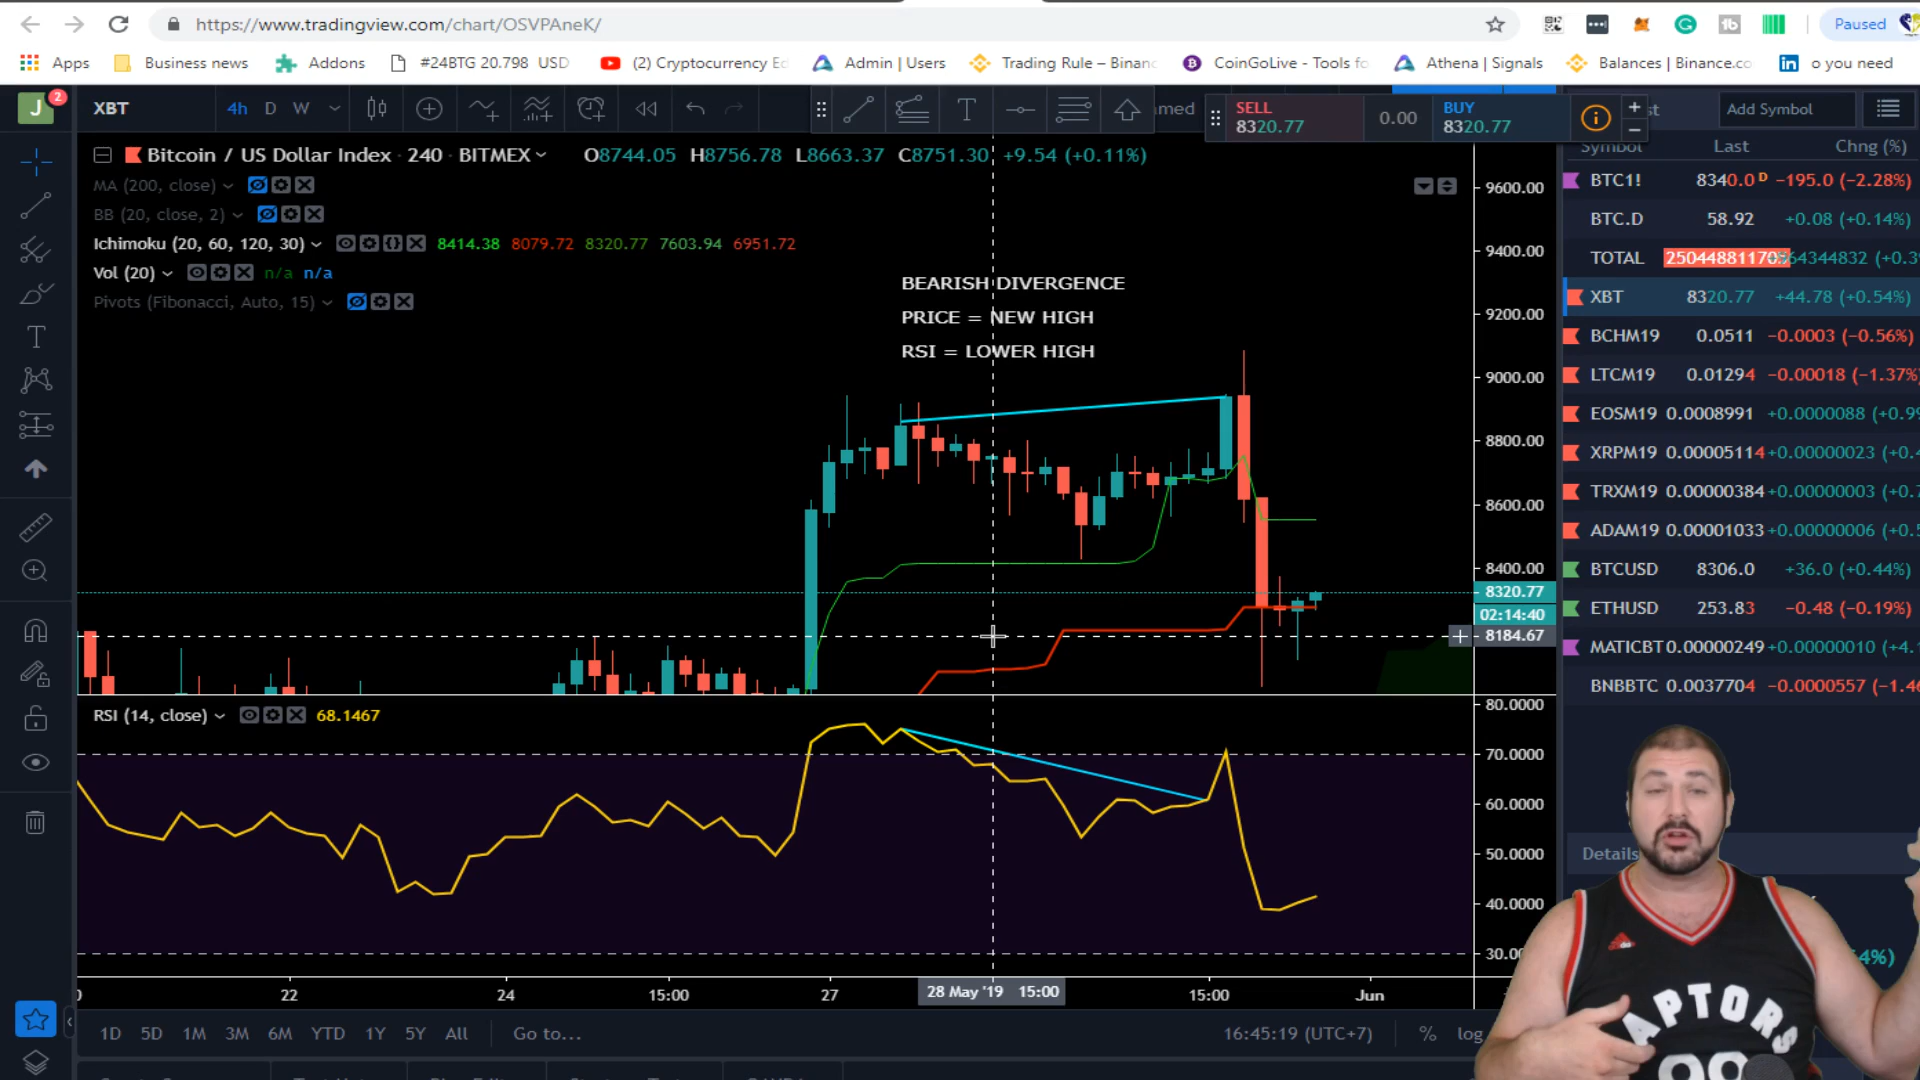 https://www.tradingview.com/chart/OSVPAneK/
Paused
Apps Business news Addons #24BTG 20.798 USD (2) Cryptocurrency Ed Admin | Users Trading Rule – Binanc CoinGoLive - Tools fo Athena | Signals Balances | Binance.co o you need
J 2 XBT 4h D W
SELL
8320.77
0.00
BUY
8320.77
Add Symbol
Bitcoin / US Dollar Index · 240 · BITMEX O8744.05 H8756.78 L8663.37 C8751.30 +9.54 (+0.11%)
MA (200, close)
BB (20, close, 2)
Ichimoku (20, 60, 120, 30) 8414.38 8079.72 8320.77 7603.94 6951.72
Vol (20) n/a n/a
Pivots (Fibonacci, Auto, 15)
BEARISH DIVERGENCE
PRICE = NEW HIGH
RSI = LOWER HIGH
9600.00
9400.00
9200.00
9000.00
8800.00
8600.00
8400.00
8320.77
02:14:40
8184.67
RSI (14, close) 68.1467
80.0000
70.0000
60.0000
50.0000
40.0000
22 24 15:00 27 28 May '19 15:00 15:00 Jun
1D 5D 1M 3M 6M YTD 1Y 5Y All Go to... 16:45:19 (UTC+7) % log
Symbol Last Chng (%)
BTC1! 8340.0 D −195.0 (−2.28%)
BTC.D 58.92 +0.08 (+0.14%)
TOTAL
XBT 8320.77 +44.78 (+0.54%)
BCHM19 0.0511 −0.0003 (−0.56%)
LTCM19 0.01294 −0.00018 (−1.37%
EOSM19 0.0008991 +0.0000088
XRPM19 0.00005114 +0.00000023
TRXM19 0.00000384 +0.00000003
ADAM19 0.00001033 +0.00000006
BTCUSD 8306.0 +36.0 (+0.44%)
ETHUSD 253.83 −0.48 (−0.19%)
MATICBT 0.00000249 +0.00000010
BNBBTC 0.0037704 −0.0000557
Details
4%)
APTORS